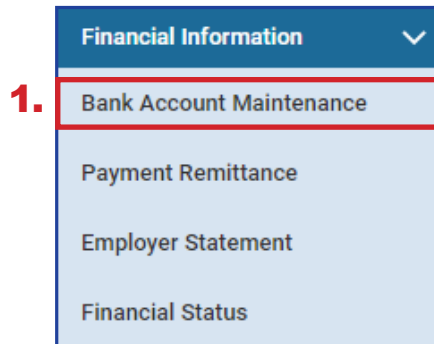 Financial Information
1. Bank Account Maintenance
Payment Remittance
Employer Statement
Financial Status